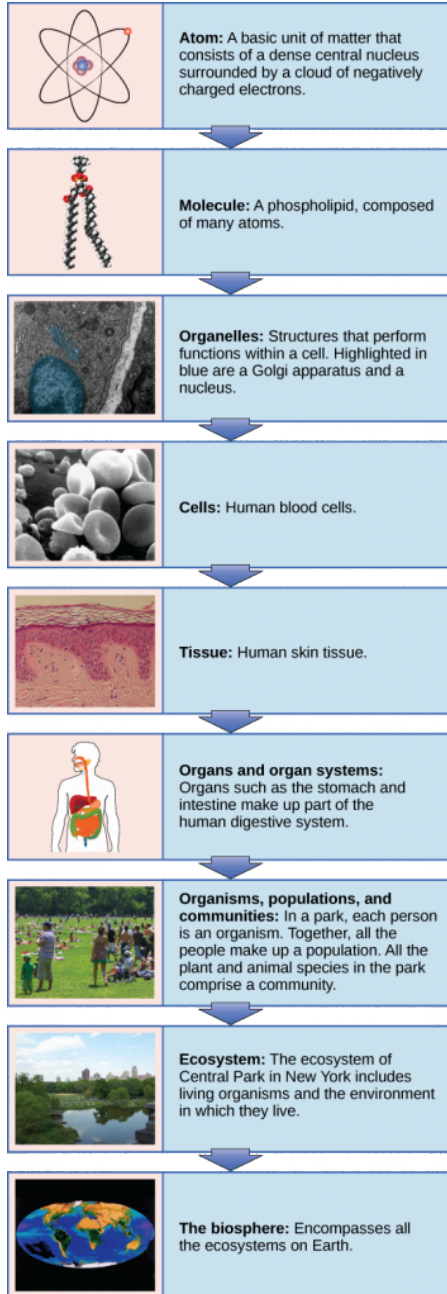 Atom: A basic unit of matter that
consists of a dense central nucleus
surrounded by a cloud of negatively
charged electrons.
Molecule: A phospholipid, composed
of many atoms.
Organelles: Structures that perform
functions within a cell. Highlighted in
blue are a Golgi apparatus and a
nucleus.
Cells: Human blood cells.
Tissue: Human skin tissue.
Organs and organ systems:
Organs such as the stomach and
intestine make up part of the
human digestive system.
Organisms, populations, and
communities: In a park, each person
is an organism. Together, all the
people make up a population. All the
plant and animal species in the park
comprise a community.
Ecosystem: The ecosystem of
Central Park in New York includes
living organisms and the environment
in which they live.
The biosphere: Encompasses all
the ecosystems on Earth.